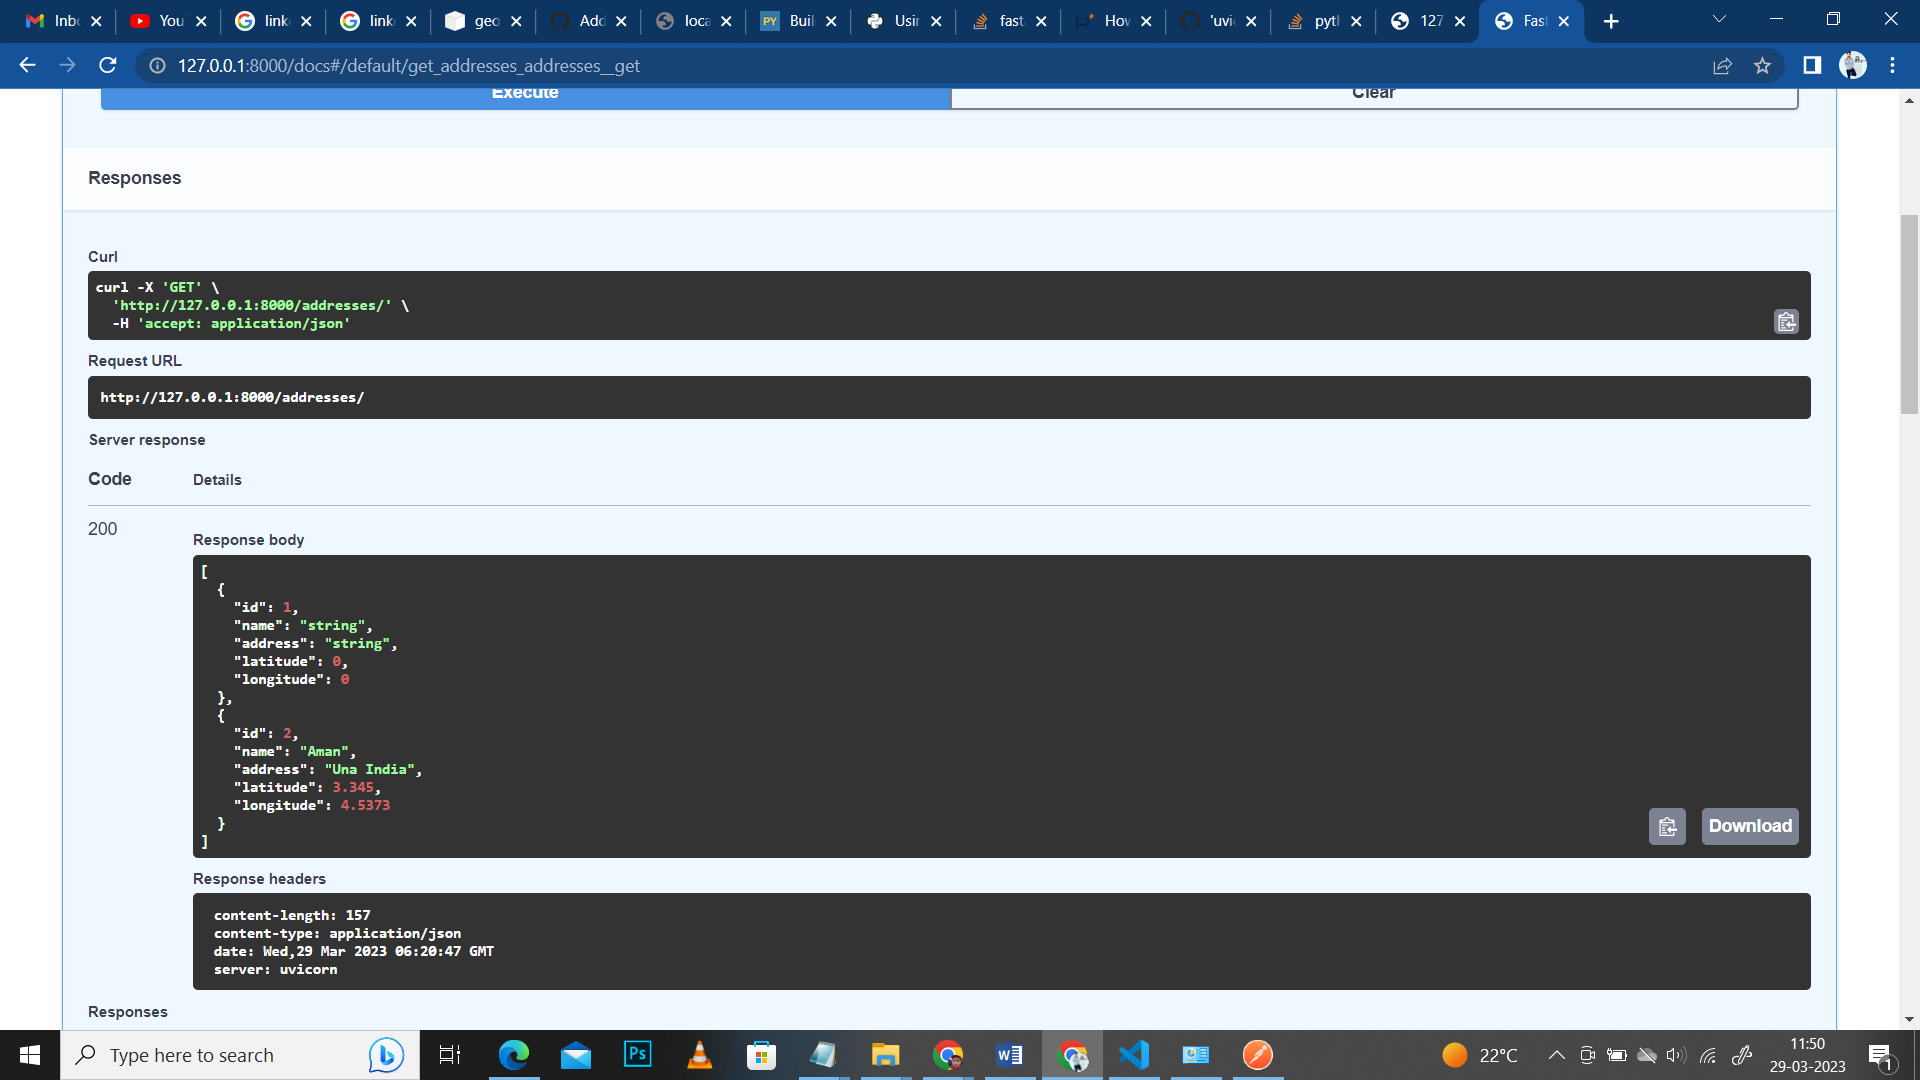 Inbo
You
link
link
geo
Add
loca
Buil
Usin
fast
How
'uvic
pyth
127
Fast
127.0.0.1:8000/docs#/default/get_addresses_addresses__get
Execute
Clear
Responses
Curl
curl -X 'GET' \
'http://127.0.0.1:8000/addresses/' \
-H 'accept: application/json'
Request URL
http://127.0.0.1:8000/addresses/
Server response
Code Details
200
Response body
[
{
"id": 1,
"name": "string",
"address": "string",
"latitude": 0,
"longitude": 0
},
{
"id": 2,
"name": "Aman",
"address": "Una India",
"latitude": 3.345,
"longitude": 4.5373
}
]
Download
Response headers
content-length: 157
content-type: application/json
date: Wed,29 Mar 2023 06:20:47 GMT
server: uvicorn
Responses
Type here to search
22°C
11:50
29-03-2023
1